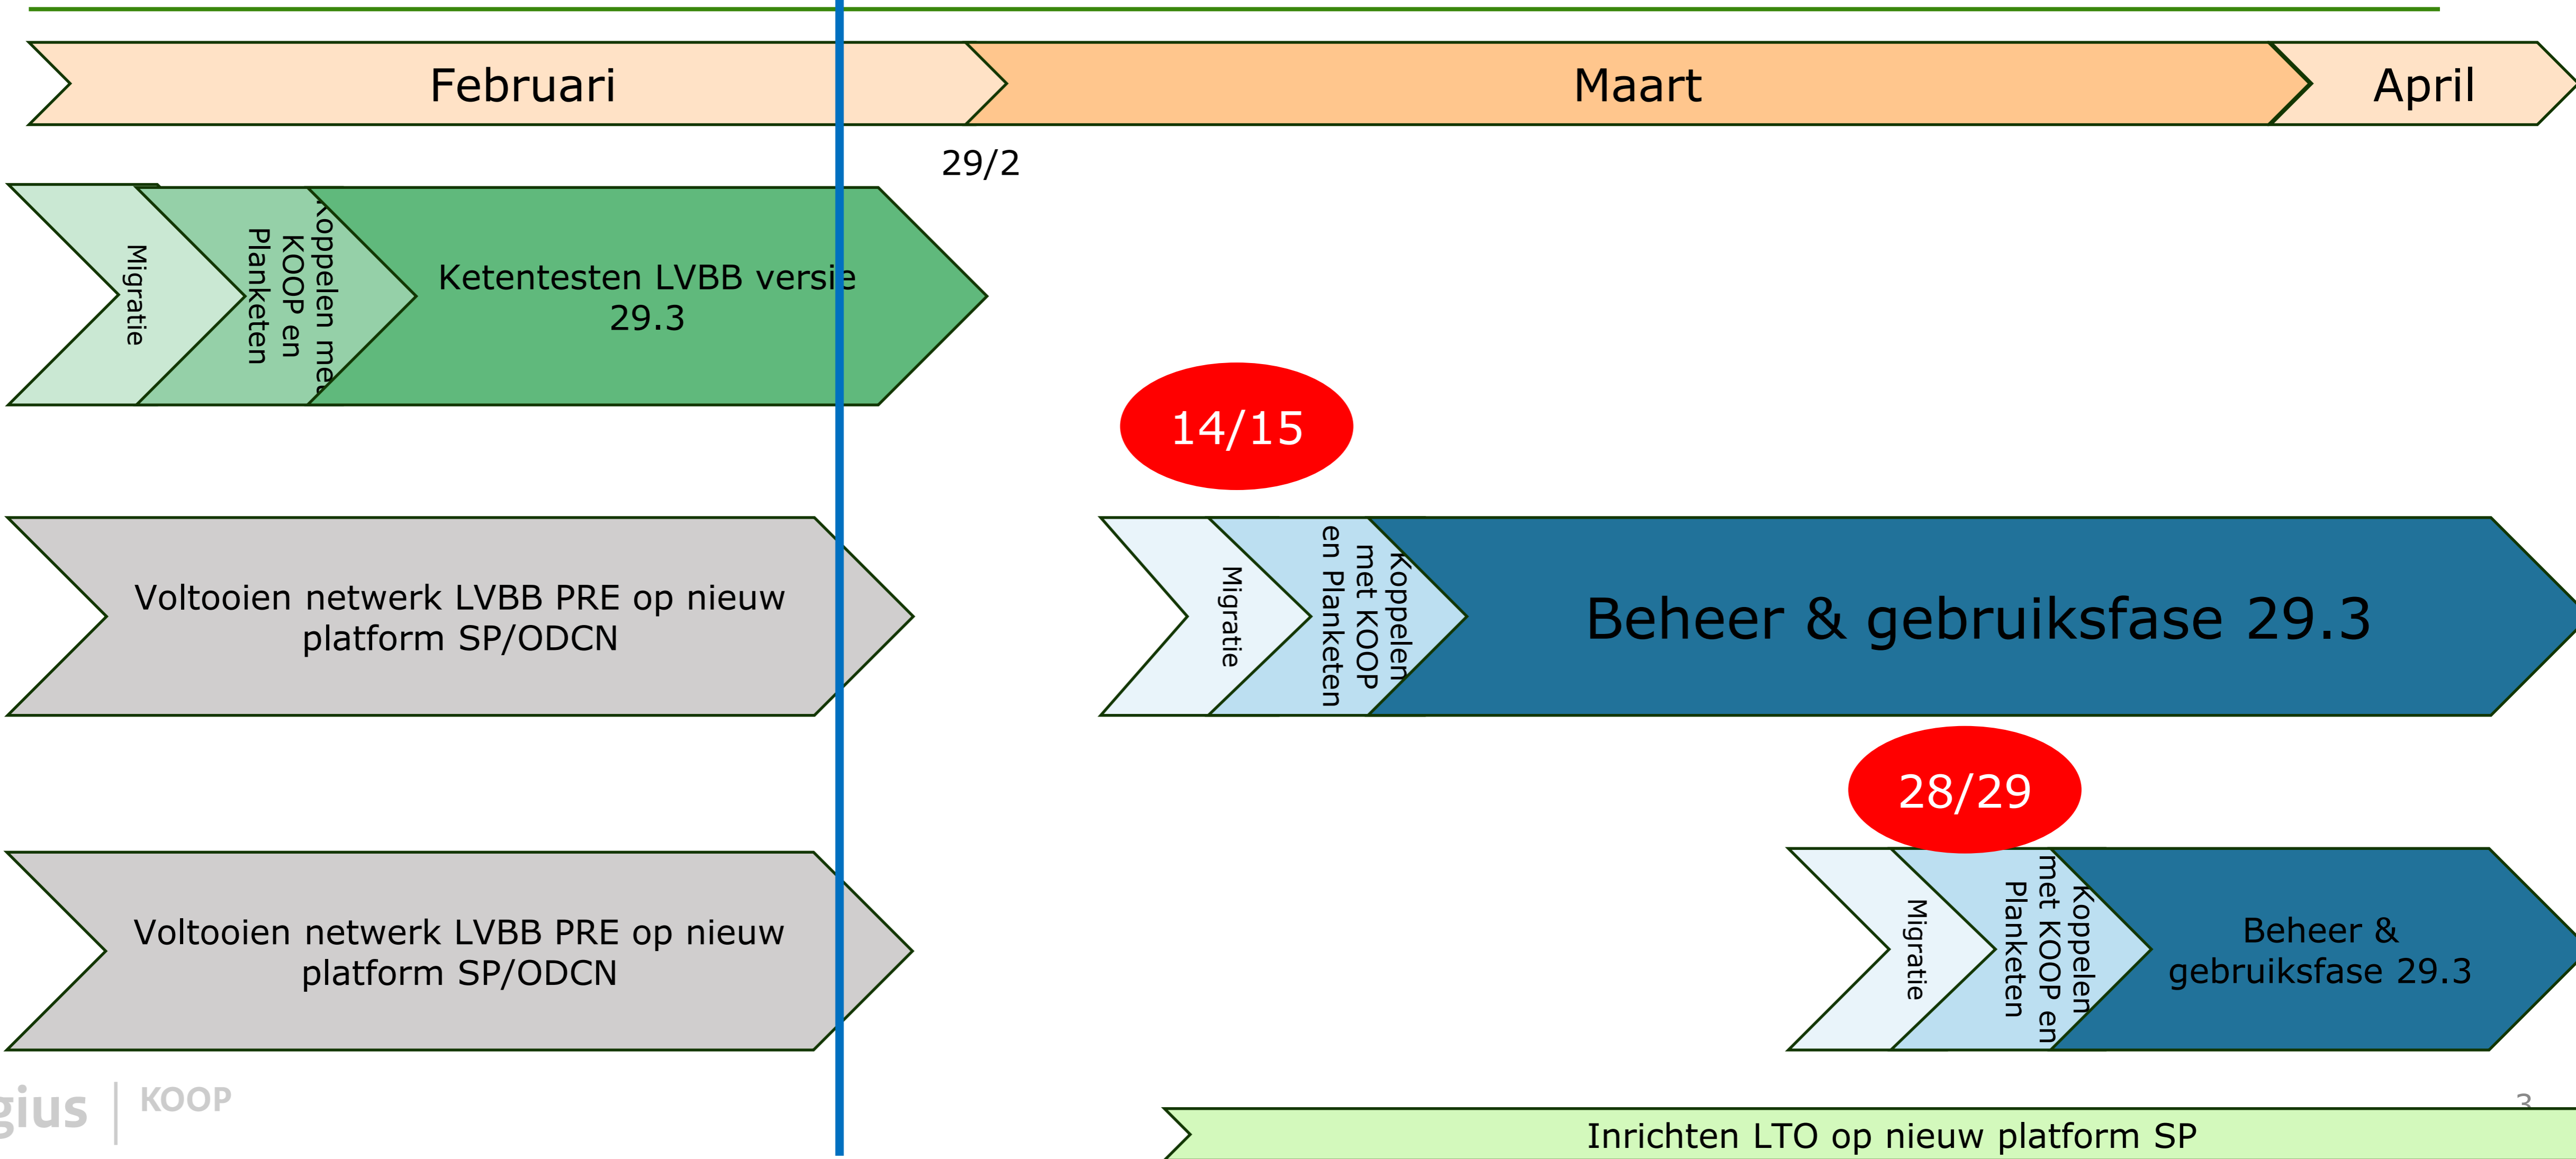 Februari
Maart
April
29/2
Migratie
Koppelen met
KOOP en
Planketen
Ketentesten LVBB versie
29.3
14/15
Voltooien netwerk LVBB PRE op nieuw
platform SP/ODCN
Migratie
Koppelen
met KOOP
en Planketen
Beheer & gebruiksfase 29.3
28/29
Voltooien netwerk LVBB PRE op nieuw
platform SP/ODCN
Migratie
Koppelen
met KOOP en
Planketen
Beheer &
gebruiksfase 29.3
gius
KOOP
3
Inrichten LTO op nieuw platform SP